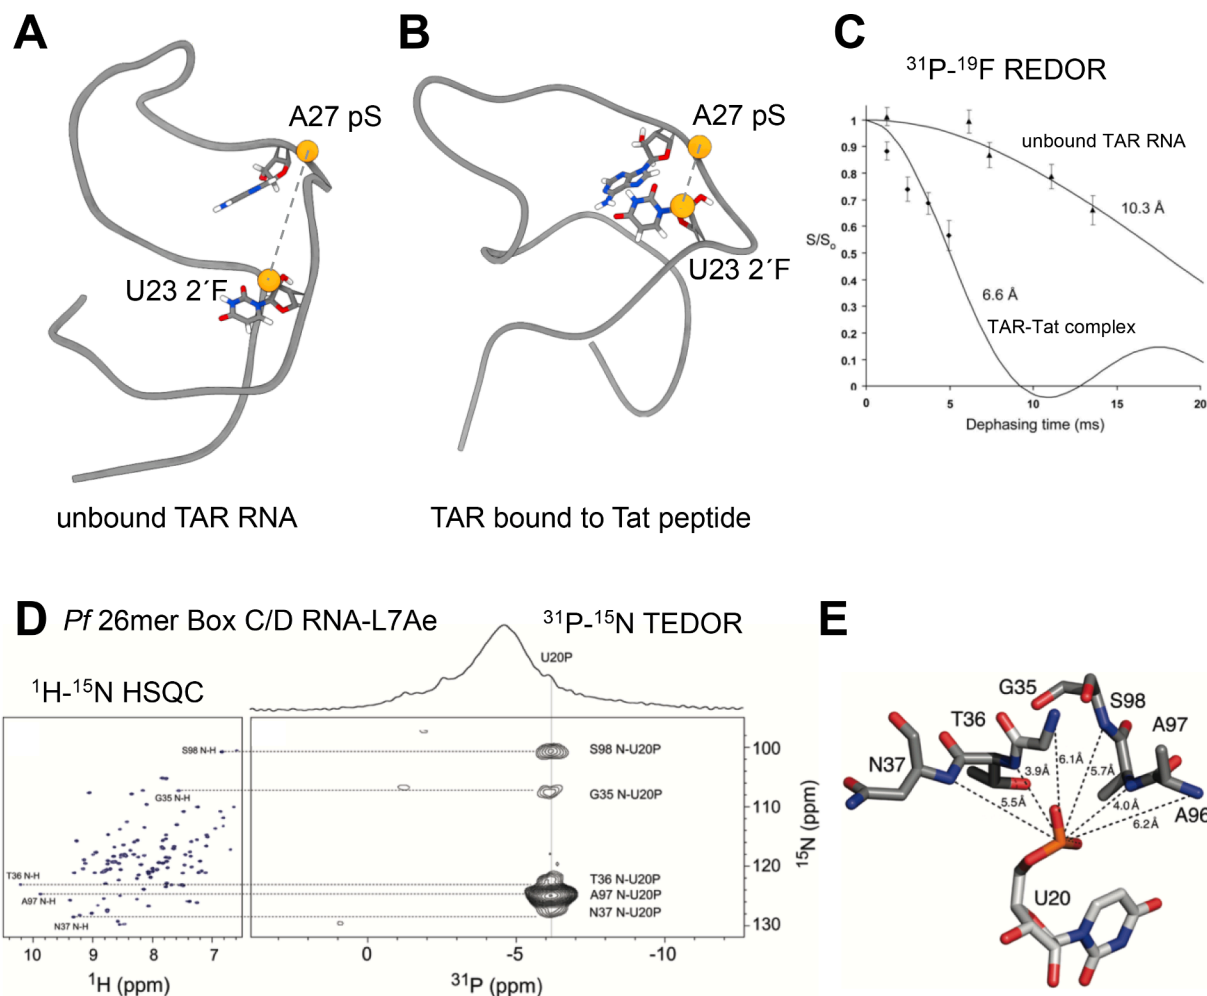 A
B
C
A27 pS
U23 2´F
unbound TAR RNA
A27 pS
U23 2´F
TAR bound to Tat peptide
31P-19F REDOR
1
0.9
0.8
0.7
0.6
0.5
0.4
0.3
0.2
0.1
0
S/So
unbound TAR RNA
10.3 Å
6.6 Å
TAR-Tat complex
0
5
10
15
20
Dephasing time (ms)
D
Pf 26mer Box C/D RNA-L7Ae
31P-15N TEDOR
1H-15N HSQC
U20P
S98 N-H
G35 N-H
T36 N-H
A97 N-H
N37 N-H
S98 N-U20P
G35 N-U20P
T36 N-U20P
A97 N-U20P
N37 N-U20P
100
110
120
130
15N (ppm)
10
9
8
7
1H (ppm)
0
-5
-10
31P (ppm)
E
G35
S98
T36
A97
N37
A96
3.9Å
6.1Å
5.7Å
5.5Å
4.0Å
6.2Å
U20